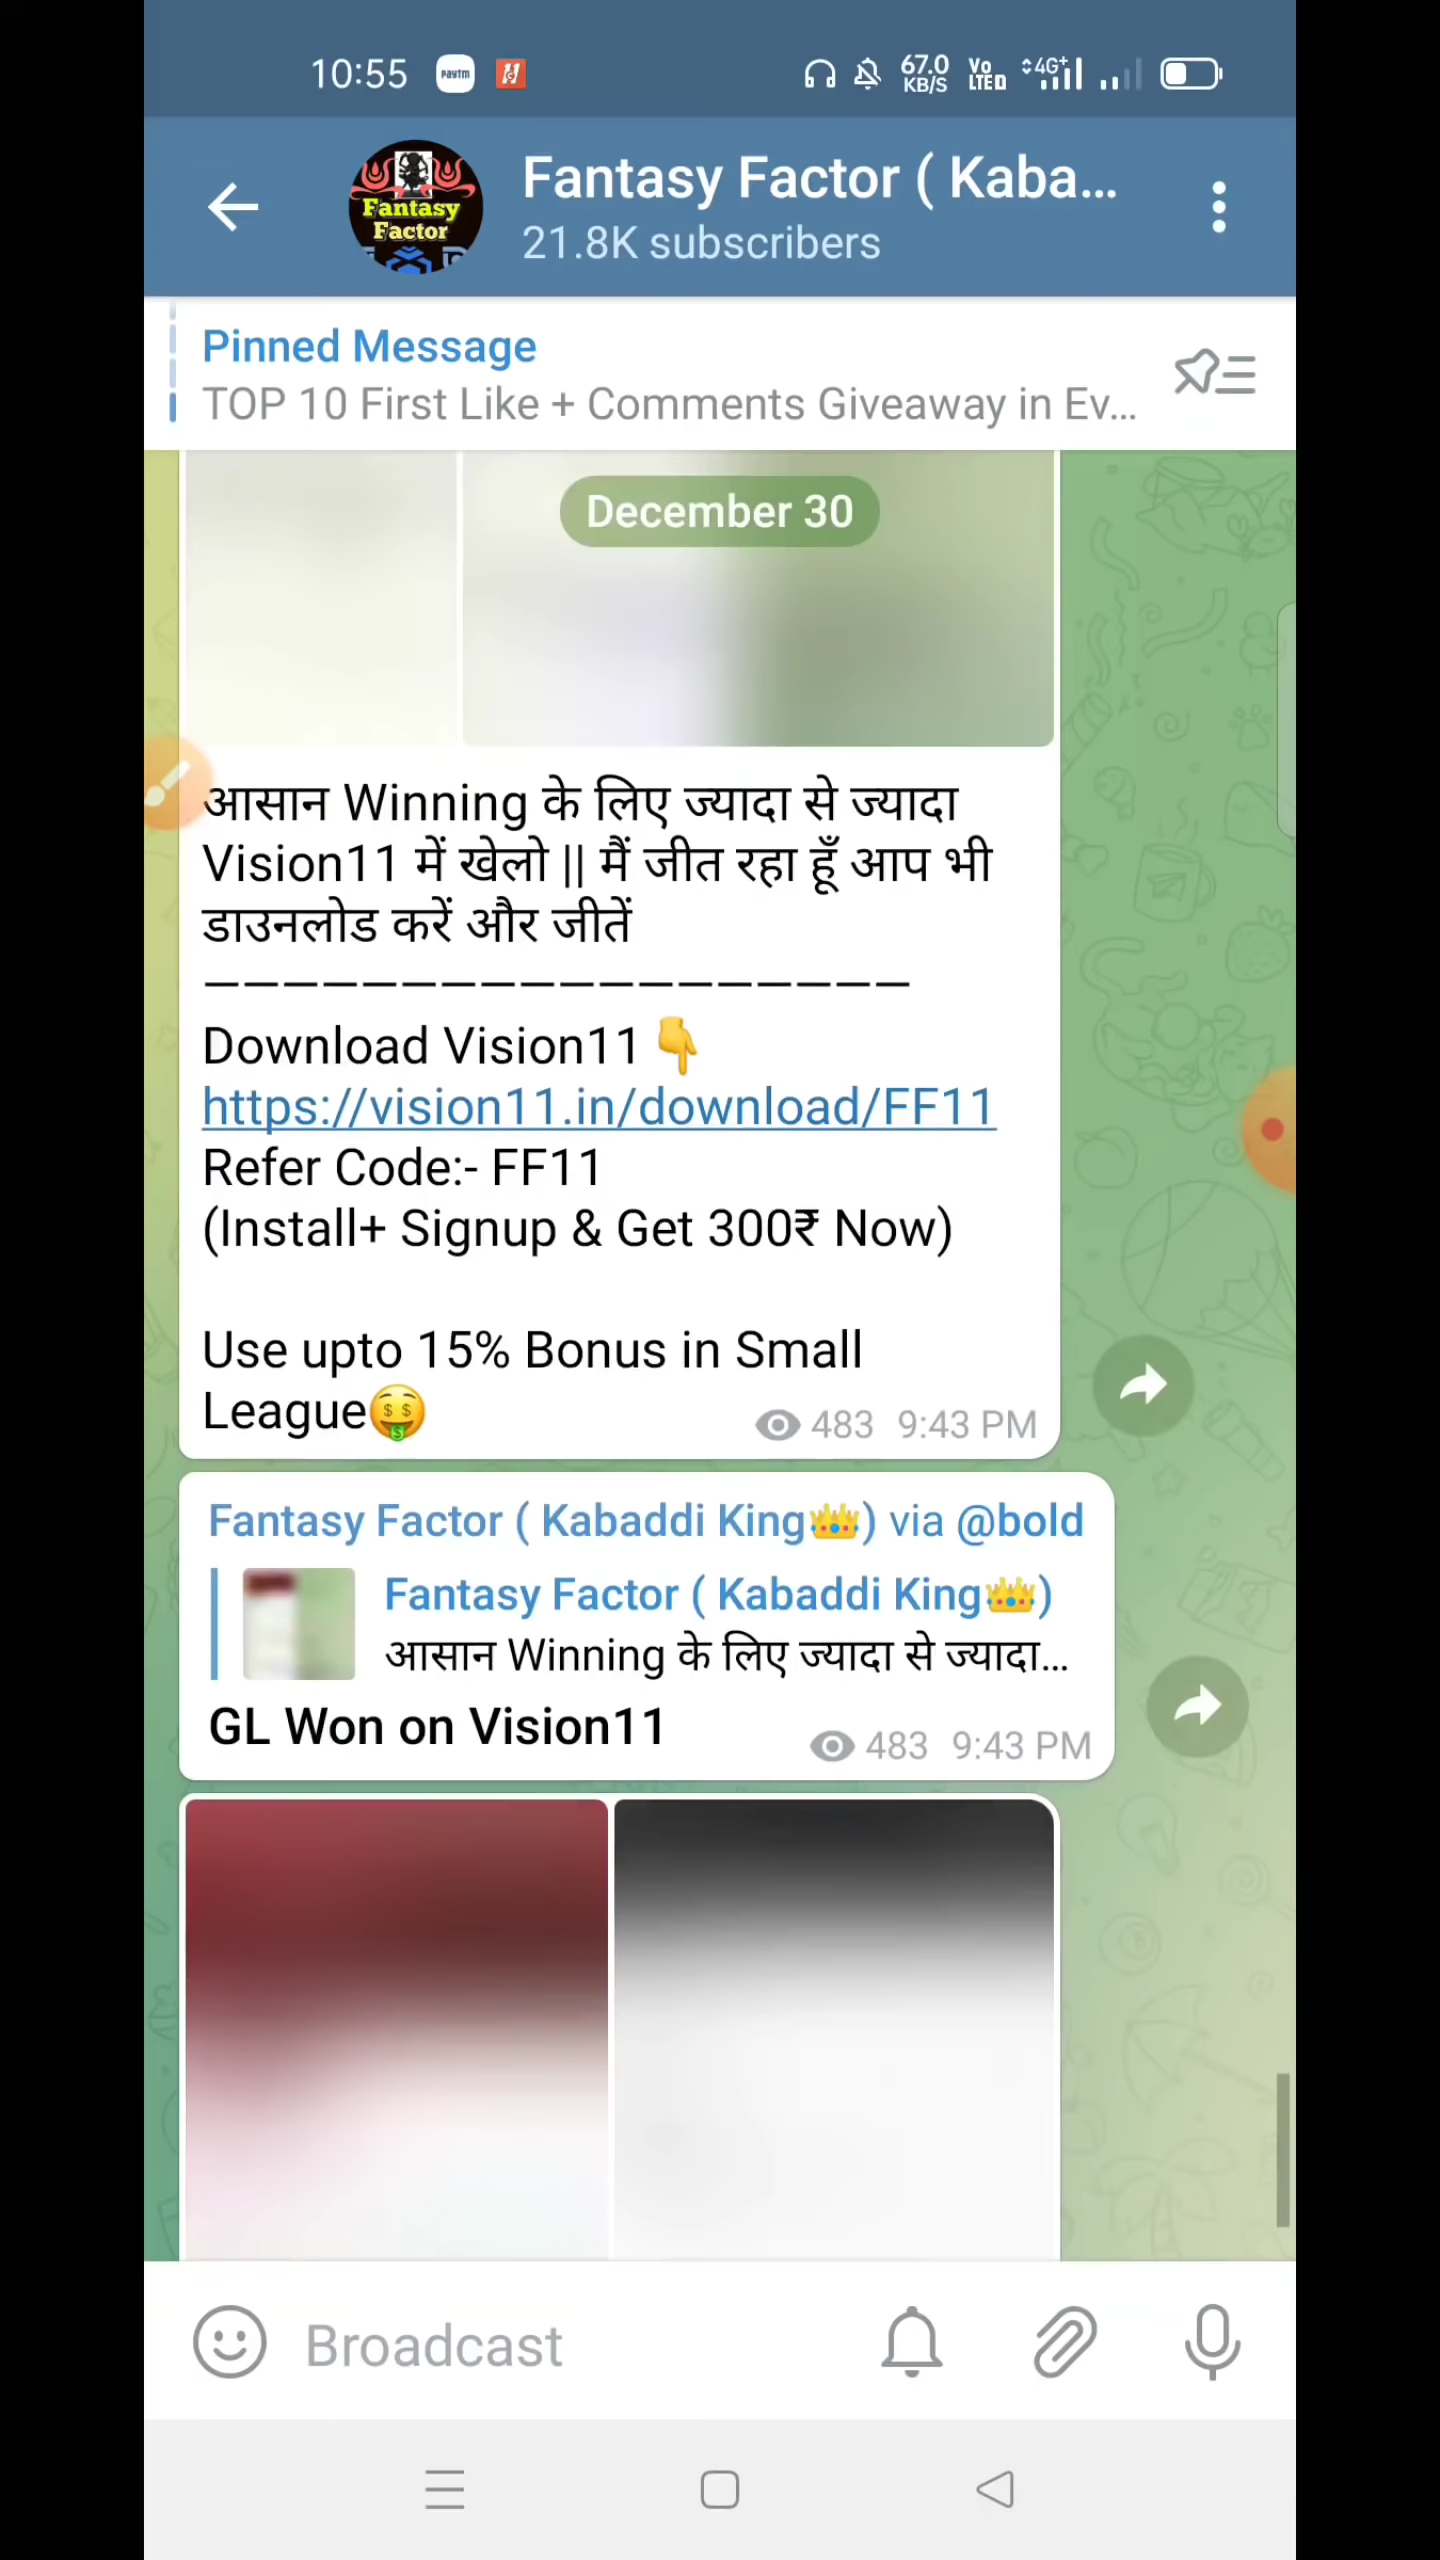 10:55
paytm
67.0
KB/S
Vo
LTE D
4G+
Fantasy
Factor
Fantasy Factor ( Kaba...
21.8K subscribers
Pinned Message
TOP 10 First Like + Comments Giveaway in Ev...
December 30
आसान Winning के लिए ज्यादा से ज्यादा
Vision11 में खेलो || मैं जीत रहा हूँ आप भी
डाउनलोड करें और जीतें
——————————————————
Download Vision11 👇
https://vision11.in/download/FF11
Refer Code:- FF11
(Install+ Signup & Get 300₹ Now)
Use upto 15% Bonus in Small
League🤑
483 9:43 PM
Fantasy Factor ( Kabaddi King👑) via @bold
Fantasy Factor ( Kabaddi King👑)
आसान Winning के लिए ज्यादा से ज्यादा...
GL Won on Vision11
483 9:43 PM
Broadcast